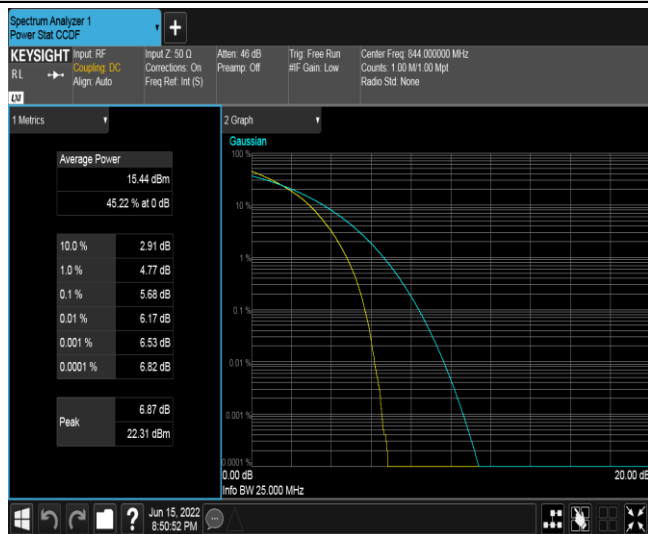 Spectrum Analyzer 1
Power Stat CCDF
+
KEYSIGHT
RL
LXI
Input: RF
Coupling: DC
Align: Auto
Input Z: 50 Ω
Corrections: On
Freq Ref: Int (S)
Atten: 46 dB
Preamp: Off
Trig: Free Run
#IF Gain: Low
Center Freq: 844.000000 MHz
Counts: 1.00 M/1.00 Mpt
Radio Std: None
1 Metrics
Average Power
15.44 dBm
45.22 % at 0 dB
10.0 % 2.91 dB
1.0 % 4.77 dB
0.1 % 5.68 dB
0.01 % 6.17 dB
0.001 % 6.53 dB
0.0001 % 6.82 dB
Peak
6.87 dB
22.31 dBm
2 Graph
Gaussian
100 %
10 %
1 %
0.1 %
0.01 %
0.001 %
0.0001 %
0.00 dB 20.00 dB
Info BW 25.000 MHz
?
Jun 15, 2022
8:50:52 PM